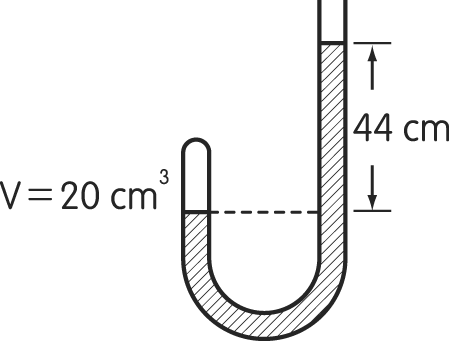 44 cm
V = 20 cm³